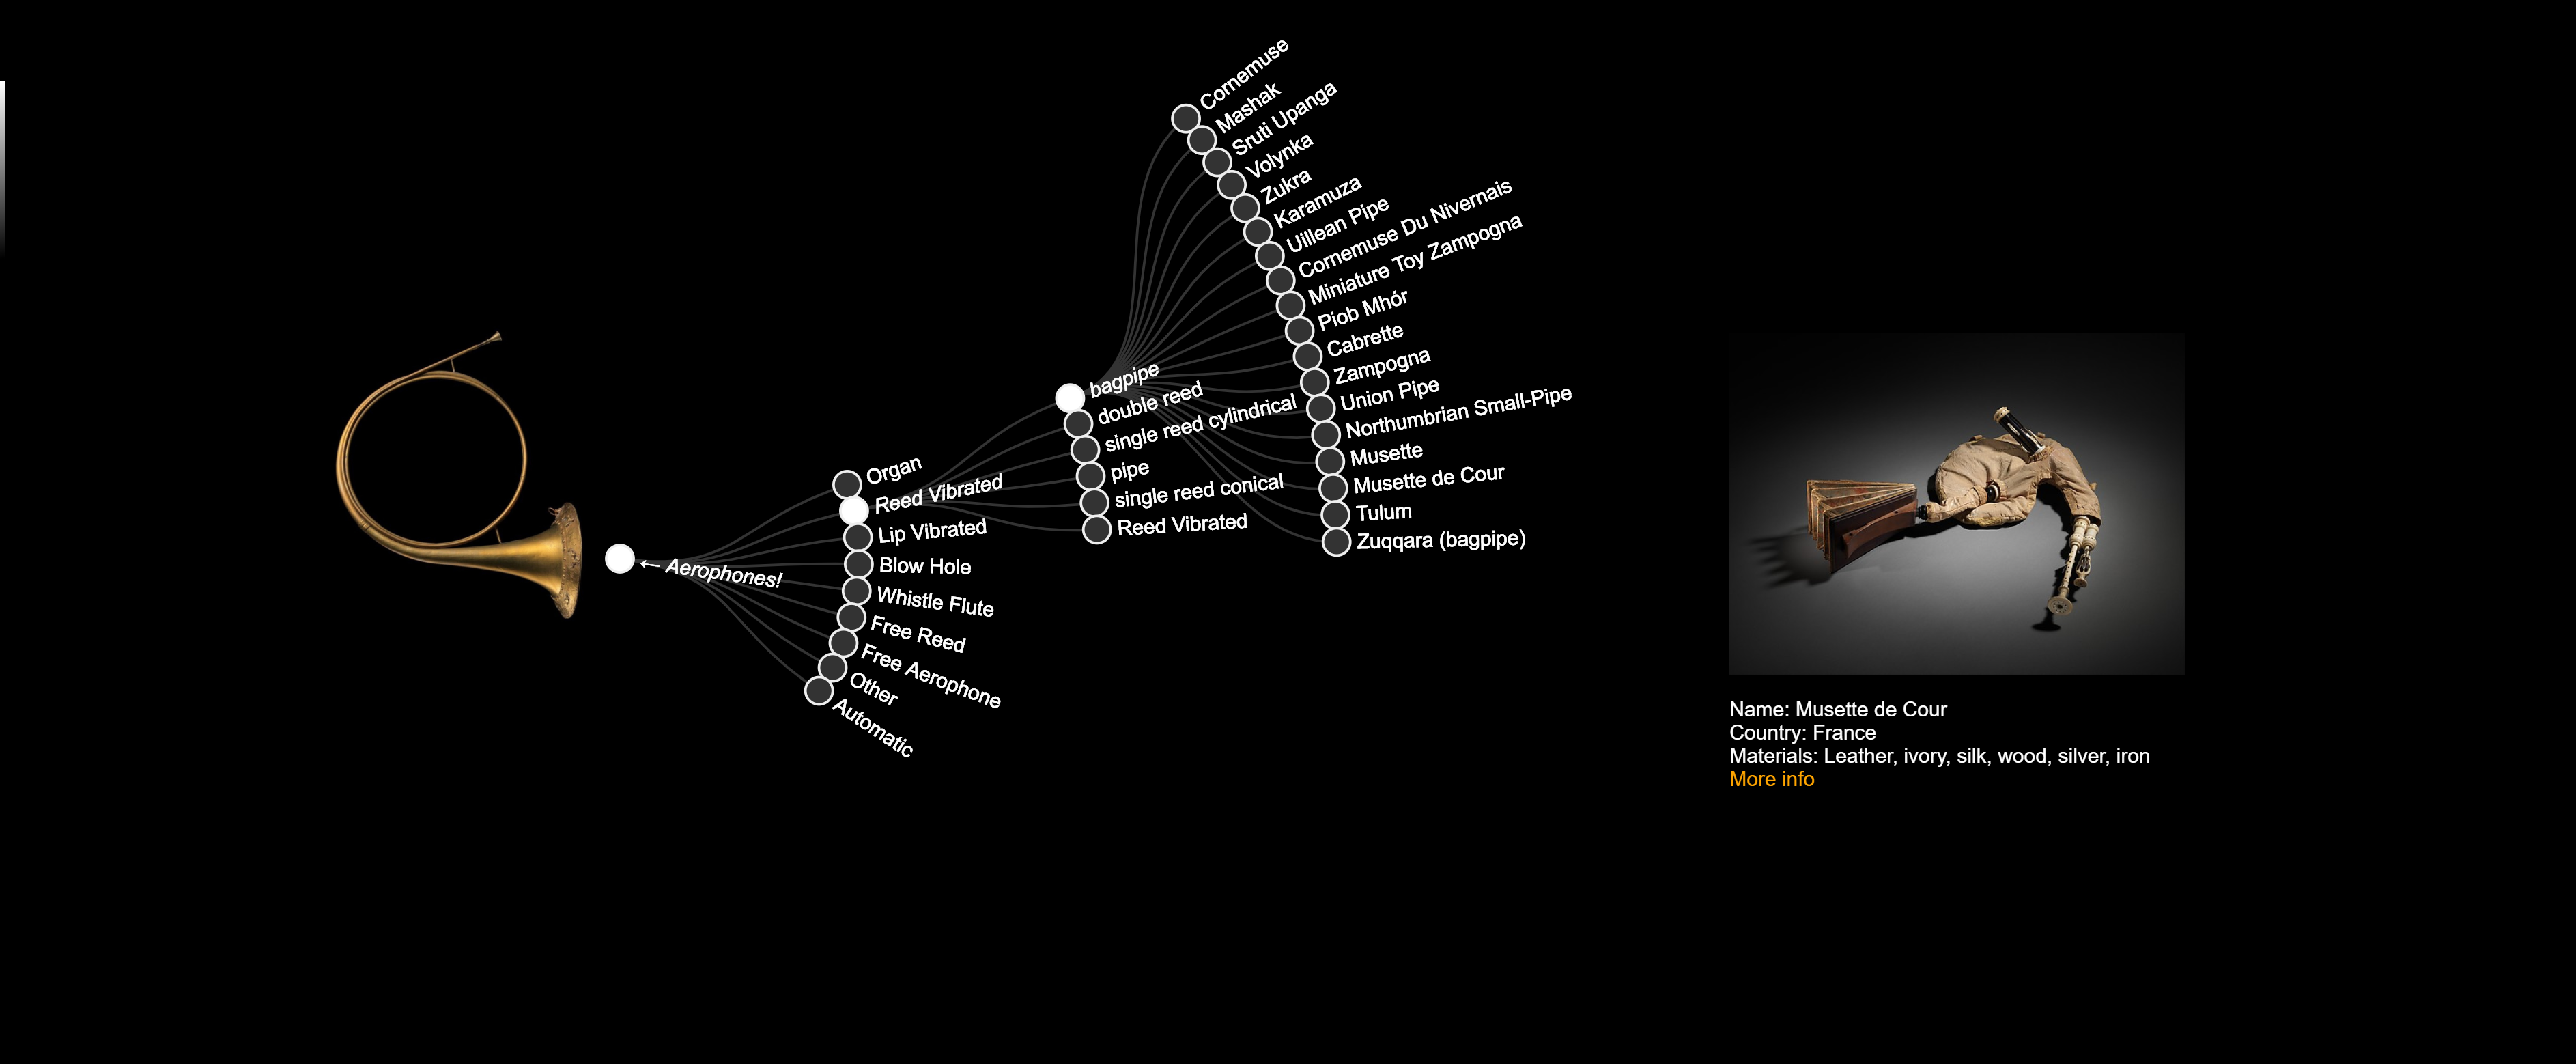 ← Aerophones!
Organ
Reed Vibrated
Lip Vibrated
Blow Hole
Whistle Flute
Free Reed
Free Aerophone
Other
Automatic
bagpipe
double reed
single reed cylindrical
pipe
single reed conical
Reed Vibrated
Cornemuse
Mashak
Sruti Upanga
Volynka
Zukra
Karamuza
Uillean Pipe
Cornemuse Du Nivernais
Miniature Toy Zampogna
Piob Mhór
Cabrette
Zampogna
Union Pipe
Northumbrian Small-Pipe
Musette
Musette de Cour
Tulum
Zuqqara (bagpipe)
Name: Musette de Cour
Country: France
Materials: Leather, ivory, silk, wood, silver, iron
More info